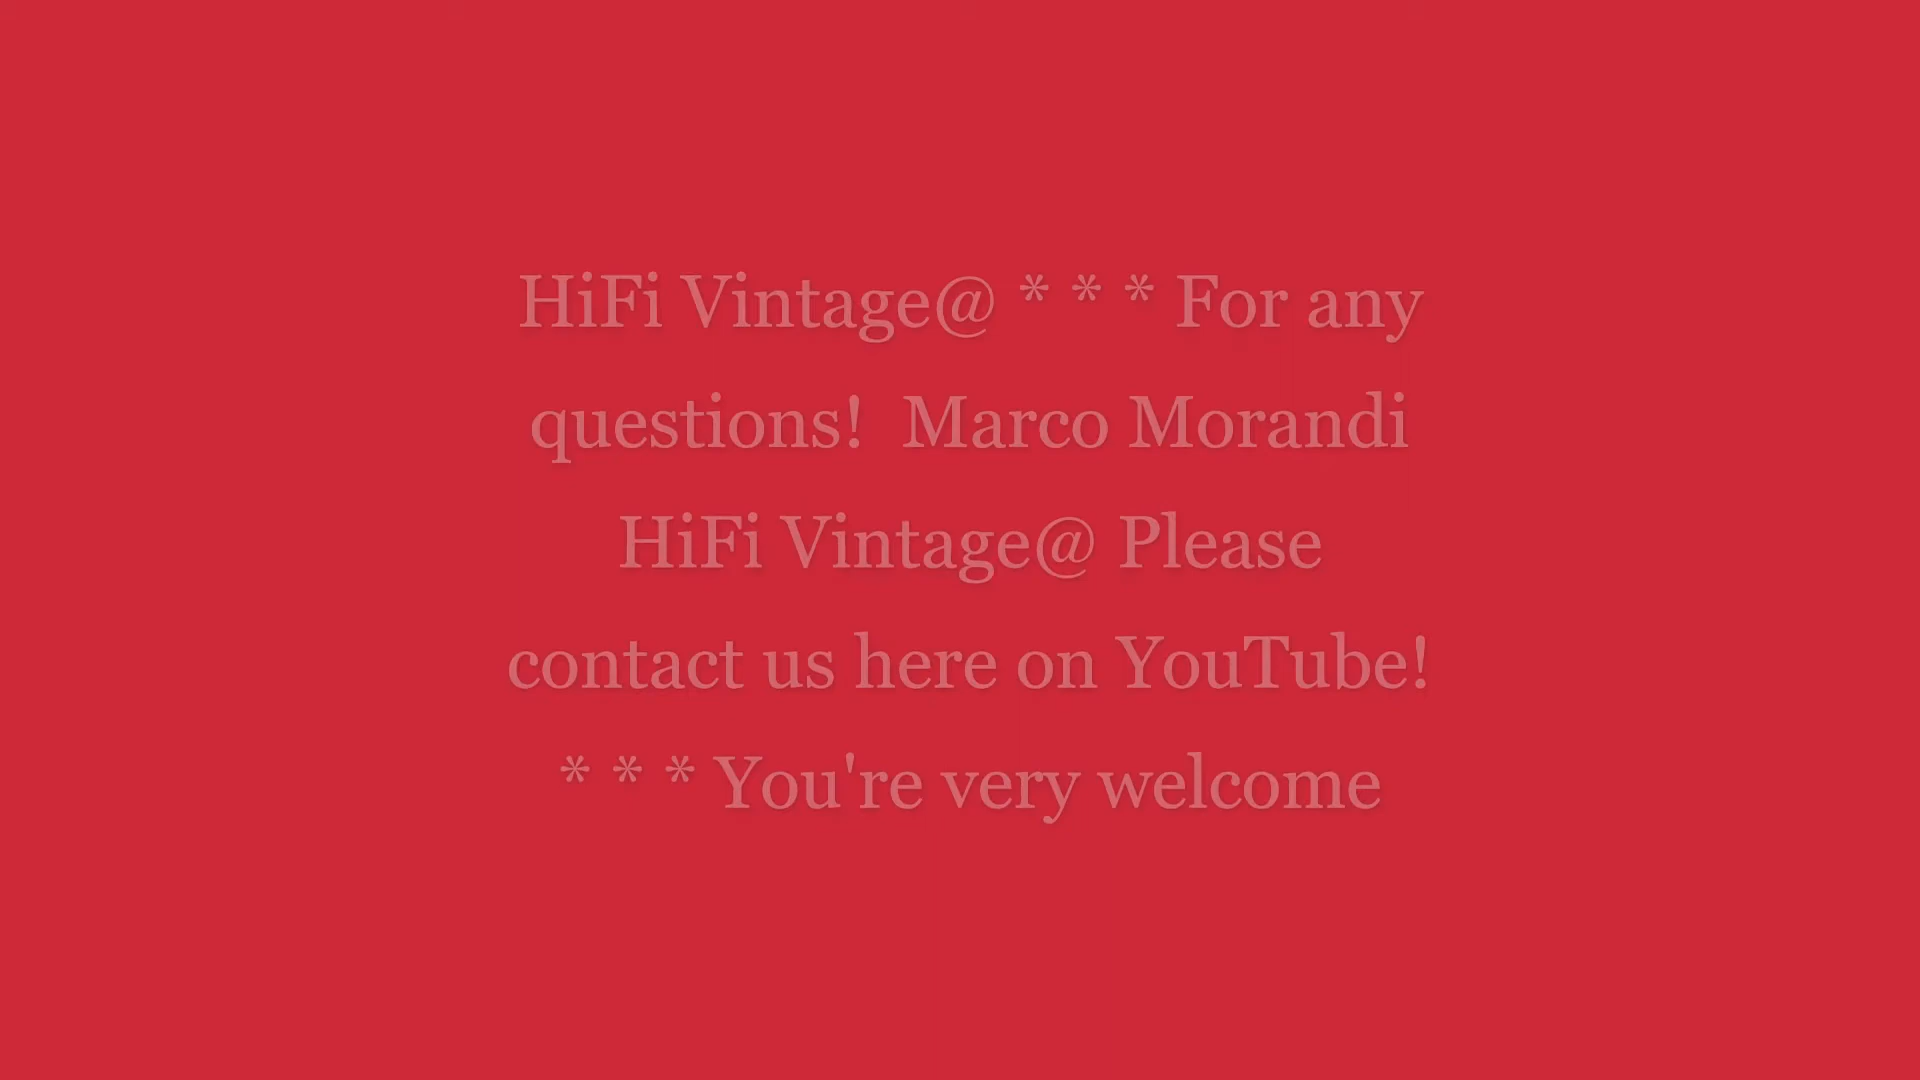 HiFi Vintage@ * * * For any
questions!  Marco Morandi
HiFi Vintage@ Please
contact us here on YouTube!
* * * You're very welcome